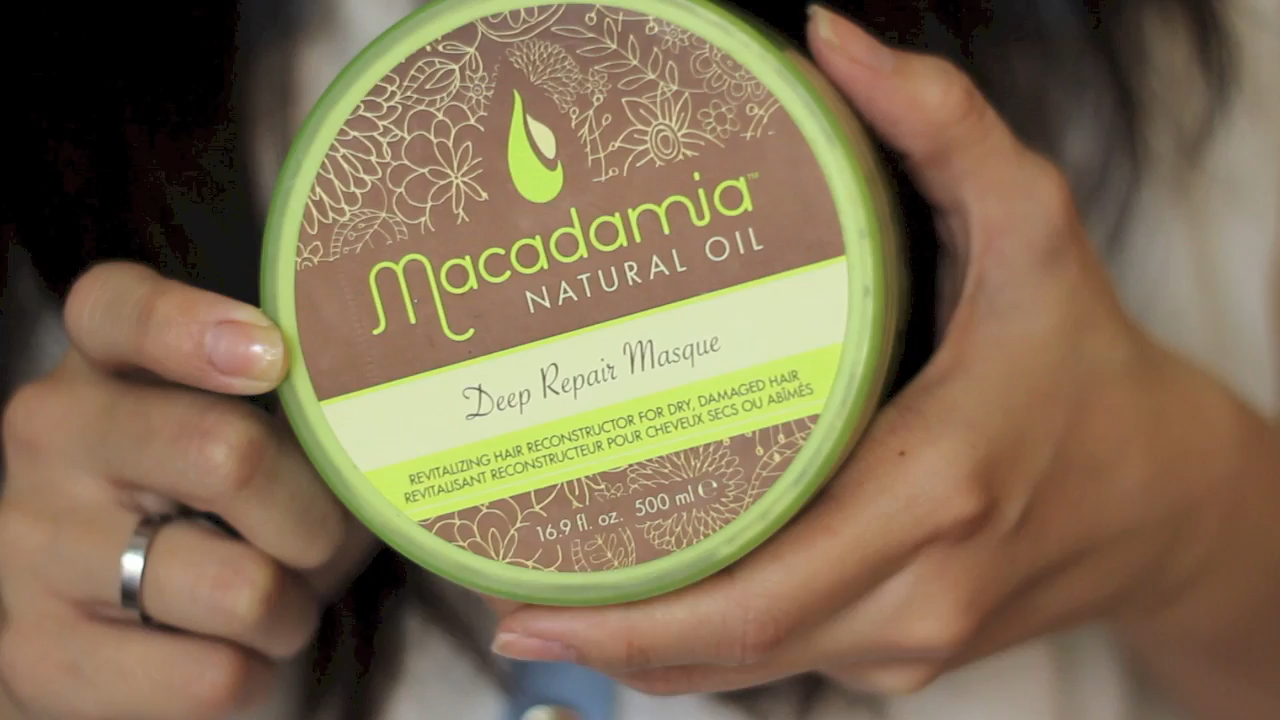 Macadamia™
NATURAL OIL
Deep Repair Masque
REVITALIZING HAIR RECONSTRUCTOR FOR DRY, DAMAGED HAIR
REVITALISANT RECONSTRUCTEUR POUR CHEVEUX SECS OU ABÎMÉS
16.9 fl. oz. 500 ml ℮